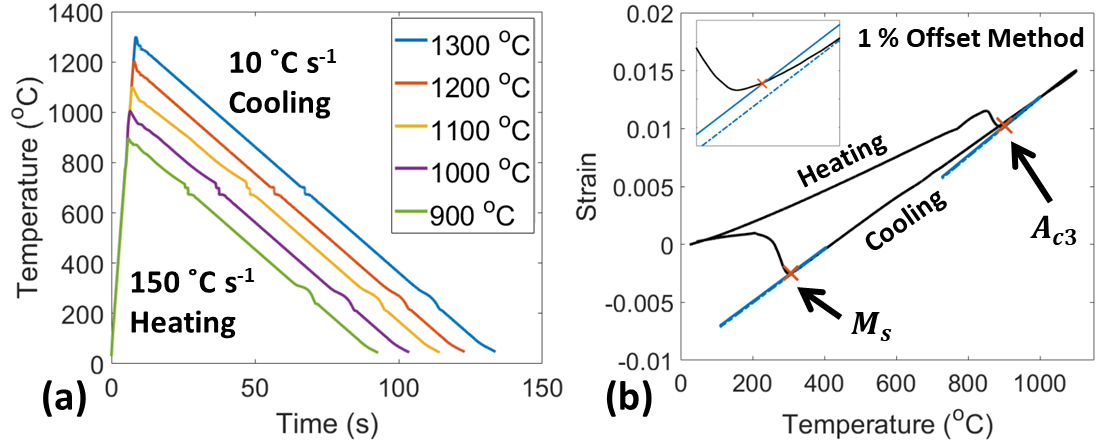 1400
1200
1000
800
600
400
200
0
Temperature (°C)
10 °C s-1
Cooling
1300 °C
1200 °C
1100 °C
1000 °C
900 °C
150 °C s-1
Heating
0
50
100
150
(a)
Time (s)
0.02
0.015
0.01
0.005
0
-0.005
-0.01
Strain
1 % Offset Method
Heating
Cooling
Ac3
Ms
0
200
400
600
800
1000
(b)
Temperature (°C)